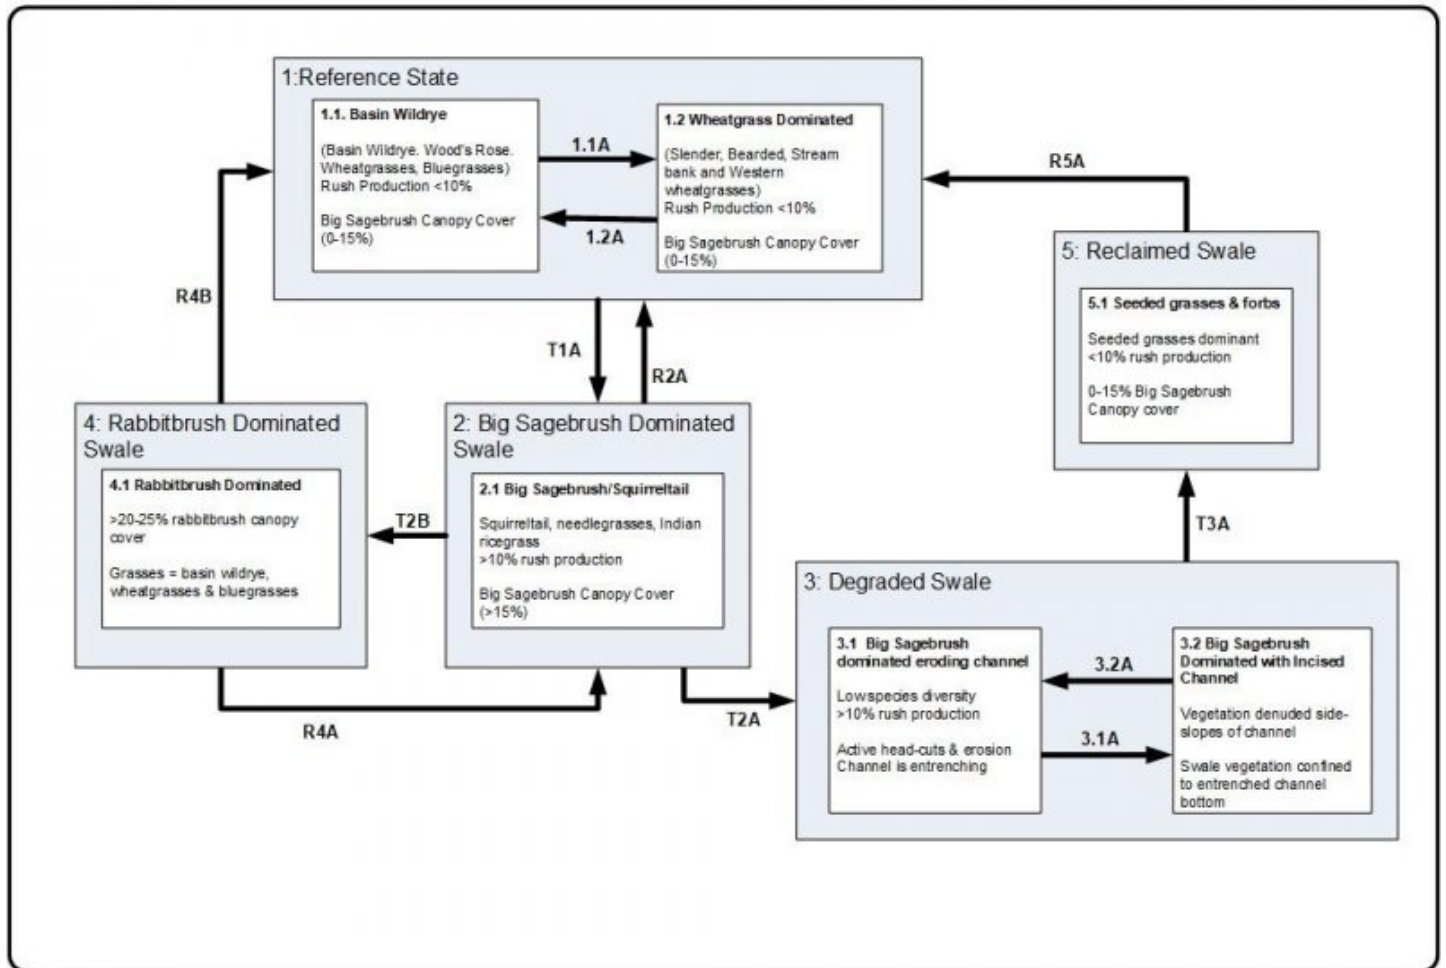 1:Reference State
1.1. Basin Wildrye
(Basin Wildrye. Wood's Rose.
Wheatgrasses, Bluegrasses)
Rush Production <10%
Big Sagebrush Canopy Cover
(0-15%)
1.1A
1.2A
1.2 Wheatgrass Dominated
(Slender, Bearded, Stream
bank and Western
wheatgrasses)
Rush Production <10%
Big Sagebrush Canopy Cover
(0-15%)
R5A
5: Reclaimed Swale
5.1 Seeded grasses & forbs
Seeded grasses dominant
<10% rush production
0-15% Big Sagebrush
Canopy cover
R4B
T1A
R2A
4: Rabbitbrush Dominated
Swale
4.1 Rabbitbrush Dominated
>20-25% rabbitbrush canopy
cover
Grasses = basin wildrye,
wheatgrasses & bluegrasses
T2B
2: Big Sagebrush Dominated
Swale
2.1 Big Sagebrush/Squirreltail
Squirreltail, needlegrasses, Indian
ricegrass
>10% rush production
Big Sagebrush Canopy Cover
(>15%)
T3A
R4A
T2A
3: Degraded Swale
3.1 Big Sagebrush
dominated eroding channel
Low species diversity
>10% rush production
Active head-cuts & erosion
Channel is entrenching
3.2A
3.1A
3.2 Big Sagebrush
Dominated with Incised
Channel
Vegetation denuded side-
slopes of channel
Swale vegetation confined
to entrenched channel
bottom